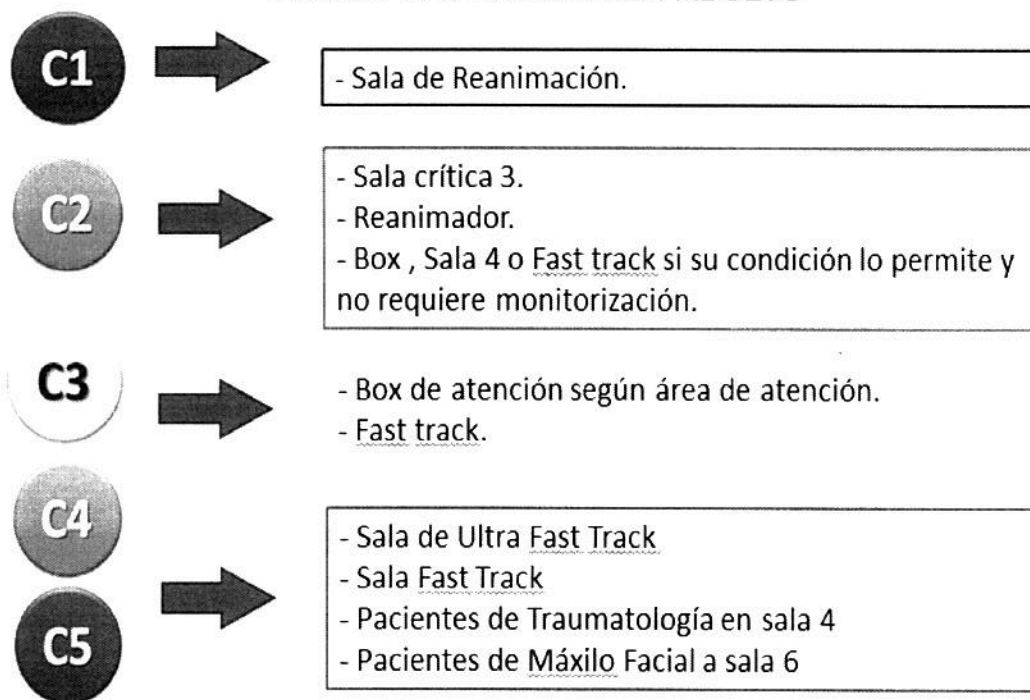 C1
- Sala de Reanimación.
C2
- Sala crítica 3.
- Reanimador.
- Box , Sala 4 o Fast track si su condición lo permite y
no requiere monitorización.
C3
- Box de atención según área de atención.
- Fast track.
C4
C5
- Sala de Ultra Fast Track
- Sala Fast Track
- Pacientes de Traumatología en sala 4
- Pacientes de Máxilo Facial a sala 6